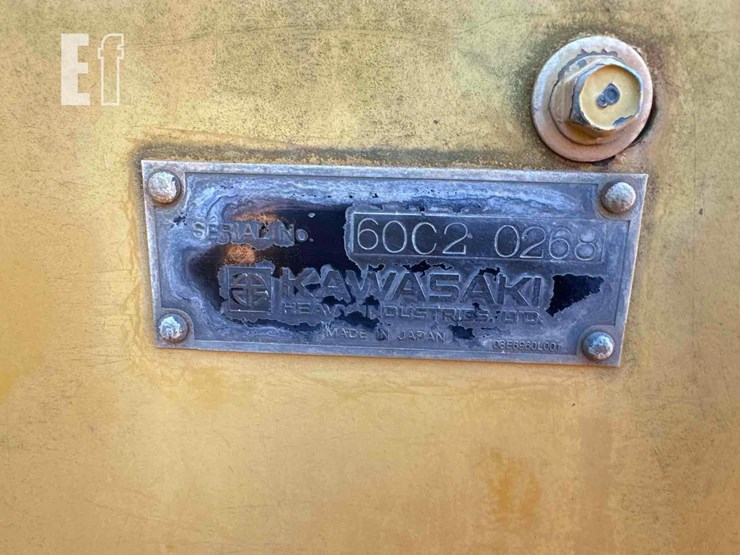 Ef
SERIAL No. 60C2 0268
KAWASAKI
HEAVY INDUSTRIES, LTD.
MADE IN JAPAN